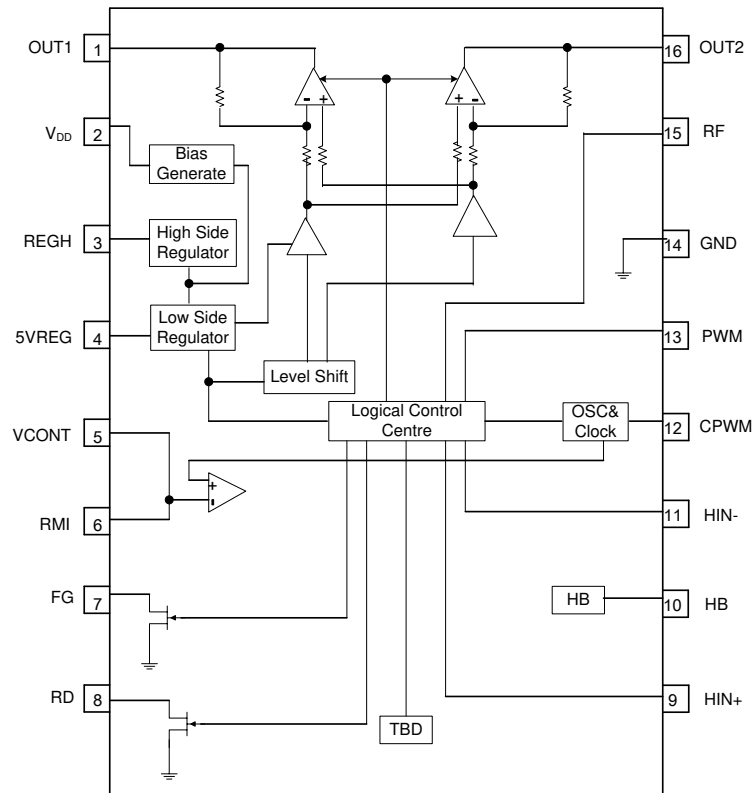 OUT1 1
16 OUT2
- +
+ -
VDD 2
15 RF
Bias
Generate
REGH 3
High Side
Regulator
14 GND
5VREG 4
Low Side
Regulator
13 PWM
Level Shift
VCONT 5
Logical Control
Centre
OSC&
Clock
12 CPWM
+
-
RMI 6
11 HIN-
FG 7
HB
10 HB
RD 8
9 HIN+
TBD